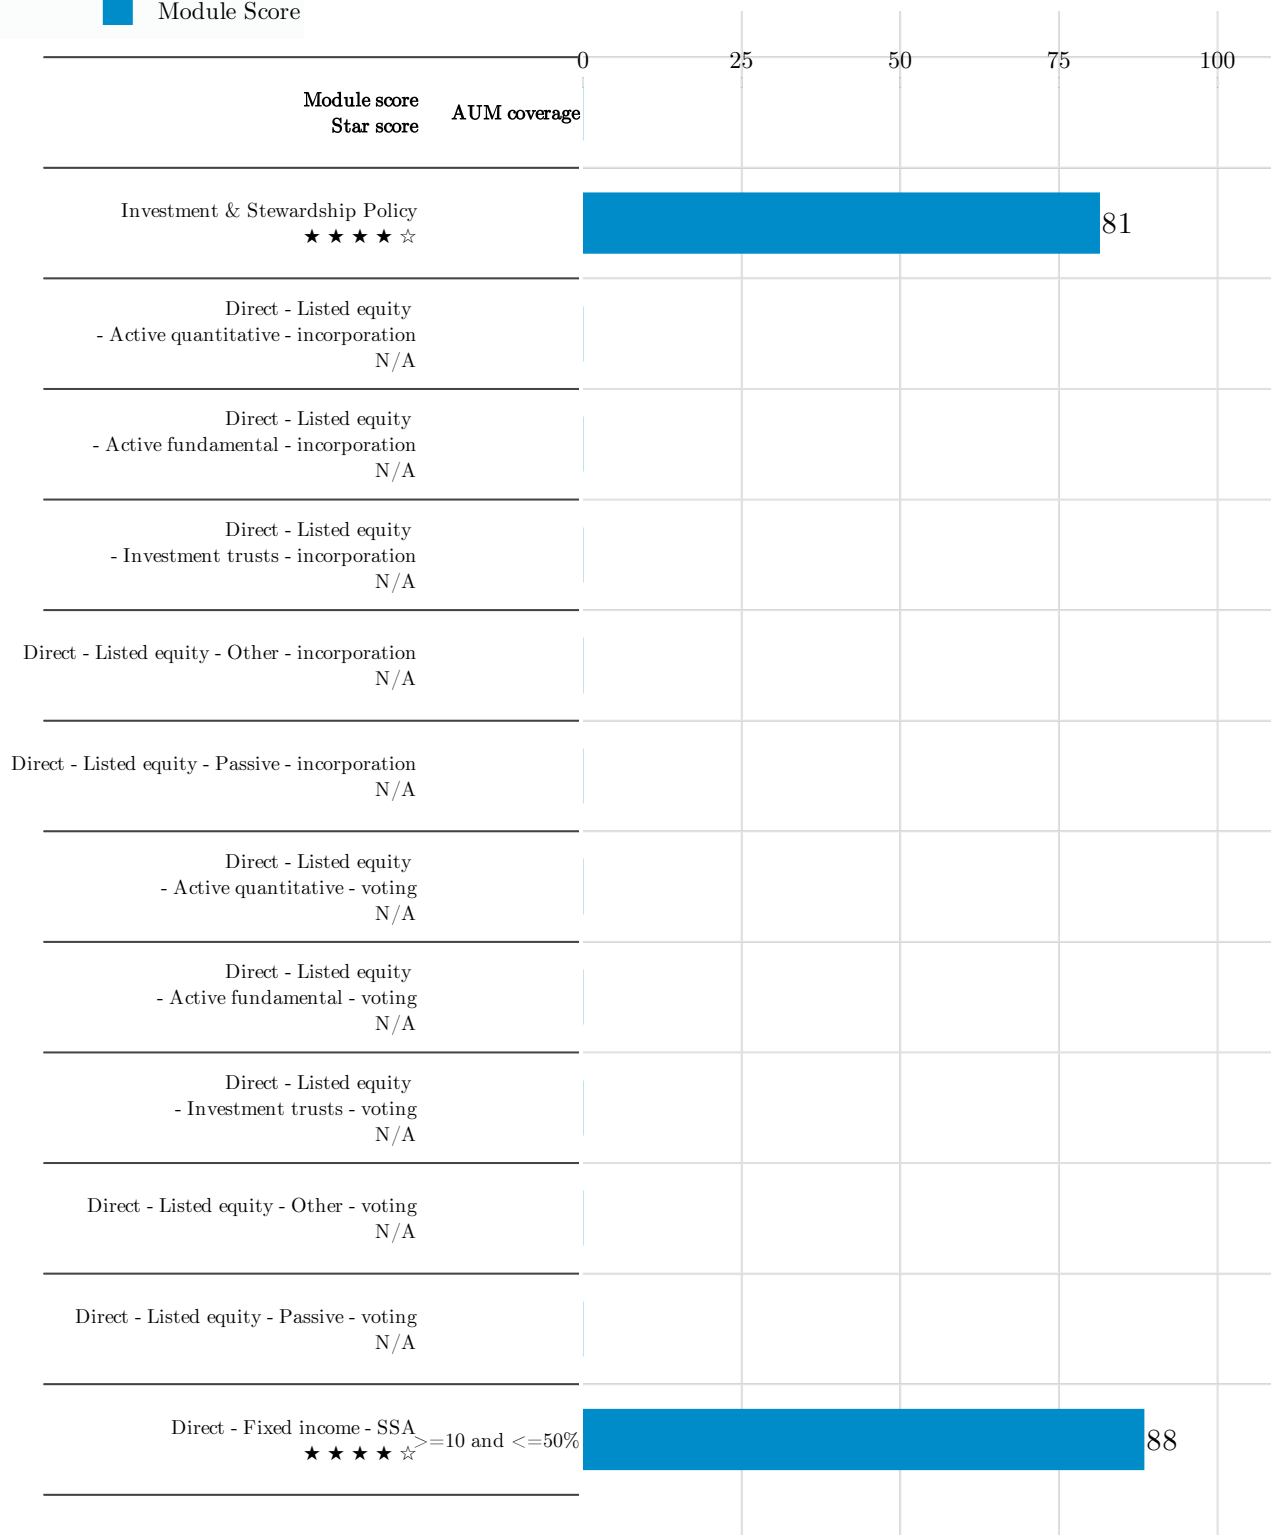 Module Score
0 25 50 75 100
Module score
Star score
AUM coverage
Investment & Stewardship Policy
★ ★ ★ ★ ☆
81
Direct - Listed equity
- Active quantitative - incorporation
N/A
Direct - Listed equity
- Active fundamental - incorporation
N/A
Direct - Listed equity
- Investment trusts - incorporation
N/A
Direct - Listed equity - Other - incorporation
N/A
Direct - Listed equity - Passive - incorporation
N/A
Direct - Listed equity
- Active quantitative - voting
N/A
Direct - Listed equity
- Active fundamental - voting
N/A
Direct - Listed equity
- Investment trusts - voting
N/A
Direct - Listed equity - Other - voting
N/A
Direct - Listed equity - Passive - voting
N/A
Direct - Fixed income - SSA
★ ★ ★ ★ ☆
>=10 and <=50%
88